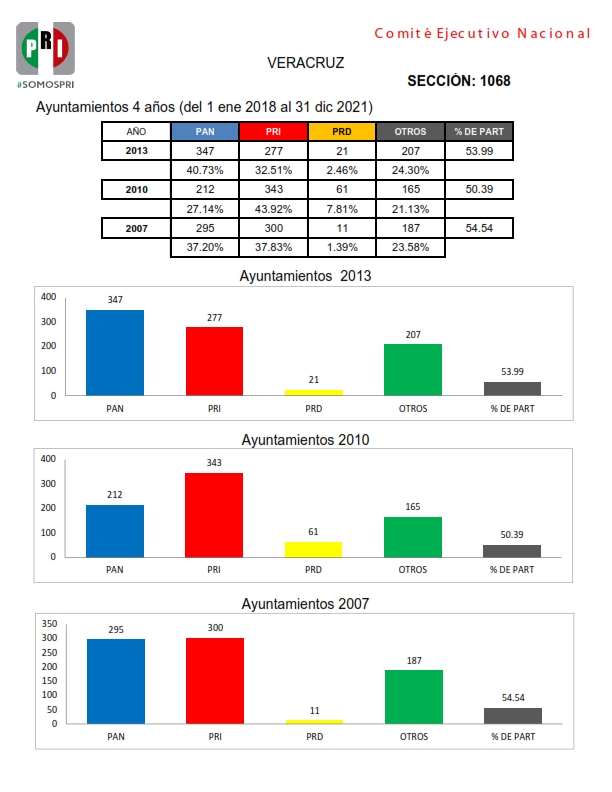 Comité Ejecutivo Nacional
PRI
#SOMOSPRI
VERACRUZ
SECCIÓN: 1068
Ayuntamientos 4 años (del 1 ene 2018 al 31 dic 2021)
AÑO PAN PRI PRD OTROS % DE PART
2013 347 277 21 207 53.99
40.73% 32.51% 2.46% 24.30%
2010 212 343 61 165 50.39
27.14% 43.92% 7.81% 21.13%
2007 295 300 11 187 54.54
37.20% 37.83% 1.39% 23.58%
Ayuntamientos 2013
400
300
200
100
0
347
277
21
207
53.99
PAN PRI PRD OTROS % DE PART
Ayuntamientos 2010
400
300
200
100
0
212
343
61
165
50.39
PAN PRI PRD OTROS % DE PART
Ayuntamientos 2007
350
300
250
200
150
100
50
0
295
300
11
187
54.54
PAN PRI PRD OTROS % DE PART